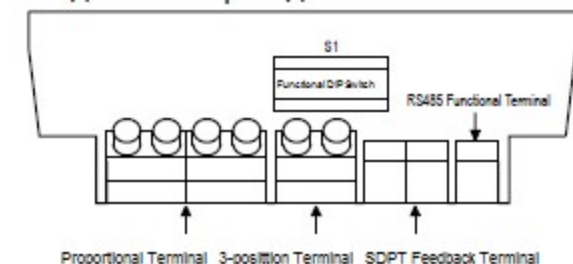 S1
Functional DIP Switch
RS485 Functional Terminal
Proportional Terminal 3-position Terminal SDPT Feedback Terminal